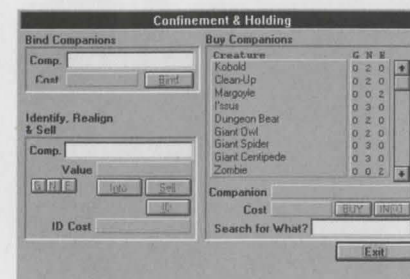 Confinement & Holding
Bind Companions
Comp.
Cost
Bind
Identify, Realign
& Sell
Comp.
Value
G N E
Info
Sell
ID
ID Cost
Buy Companions
Creature G N E
Kobold 0 2 0
Clean-Up 0 2 0
Margoyle 0 0 2
I'ssus 0 3 0
Dungeon Bear 0 2 0
Giant Owl 0 2 0
Giant Spider 0 3 0
Giant Centipede 0 3 0
Zombie 0 0 2
Companion
Cost
BUY
INFO
Search for What?
Exit